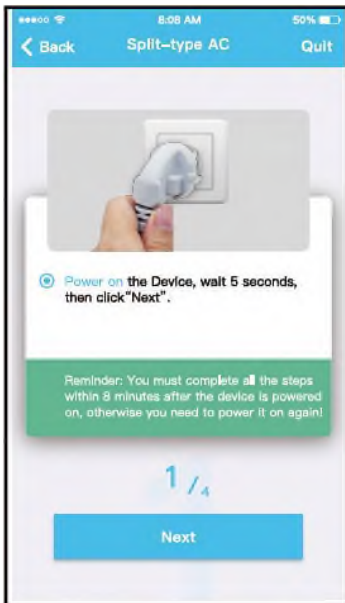 8:08 AM
50%
Back
Split-type AC
Quit
Power on the Device, wait 5 seconds,
then click“Next”.
Reminder: You must complete all the steps
within 8 minutes after the device is powered
on, otherwise you need to power it on again!
1/4
Next